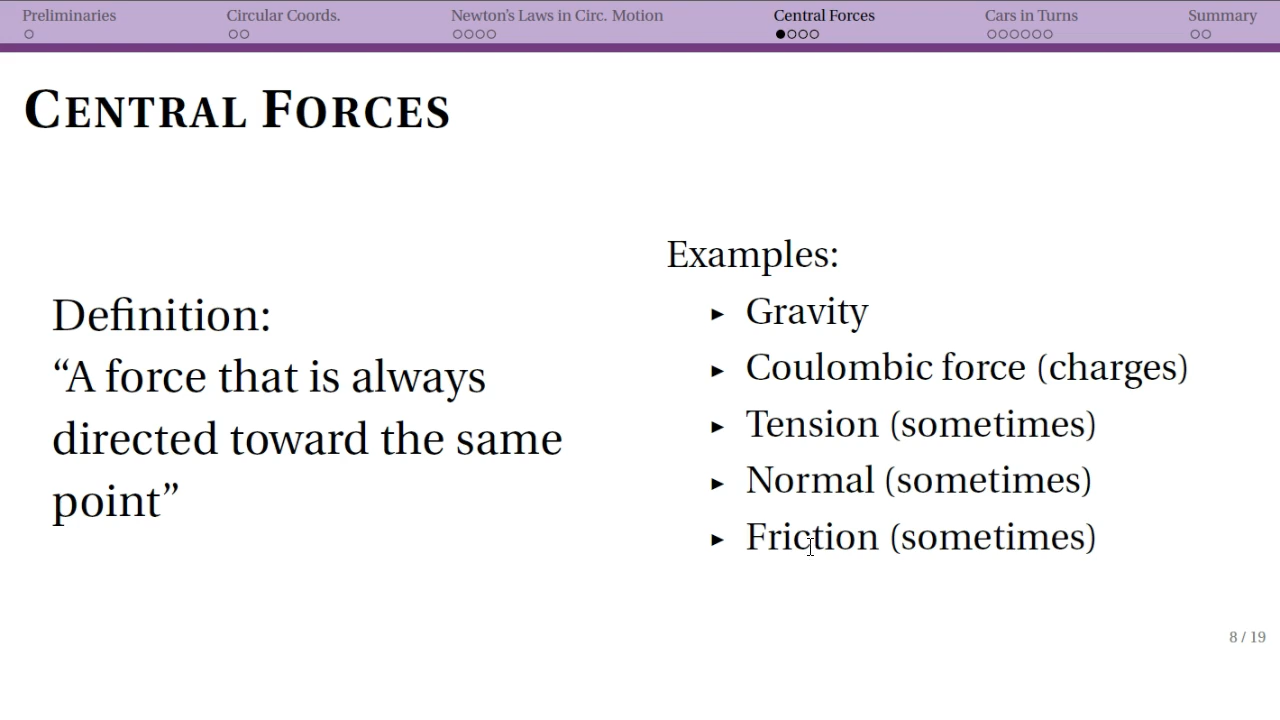 Preliminaries
Circular Coords.
Newton's Laws in Circ. Motion
Central Forces
Cars in Turns
Summary
CENTRAL FORCES
Definition:
“A force that is always
directed toward the same
point”
Examples:
▸ Gravity
▸ Coulombic force (charges)
▸ Tension (sometimes)
▸ Normal (sometimes)
▸ Friction (sometimes)
8 / 19